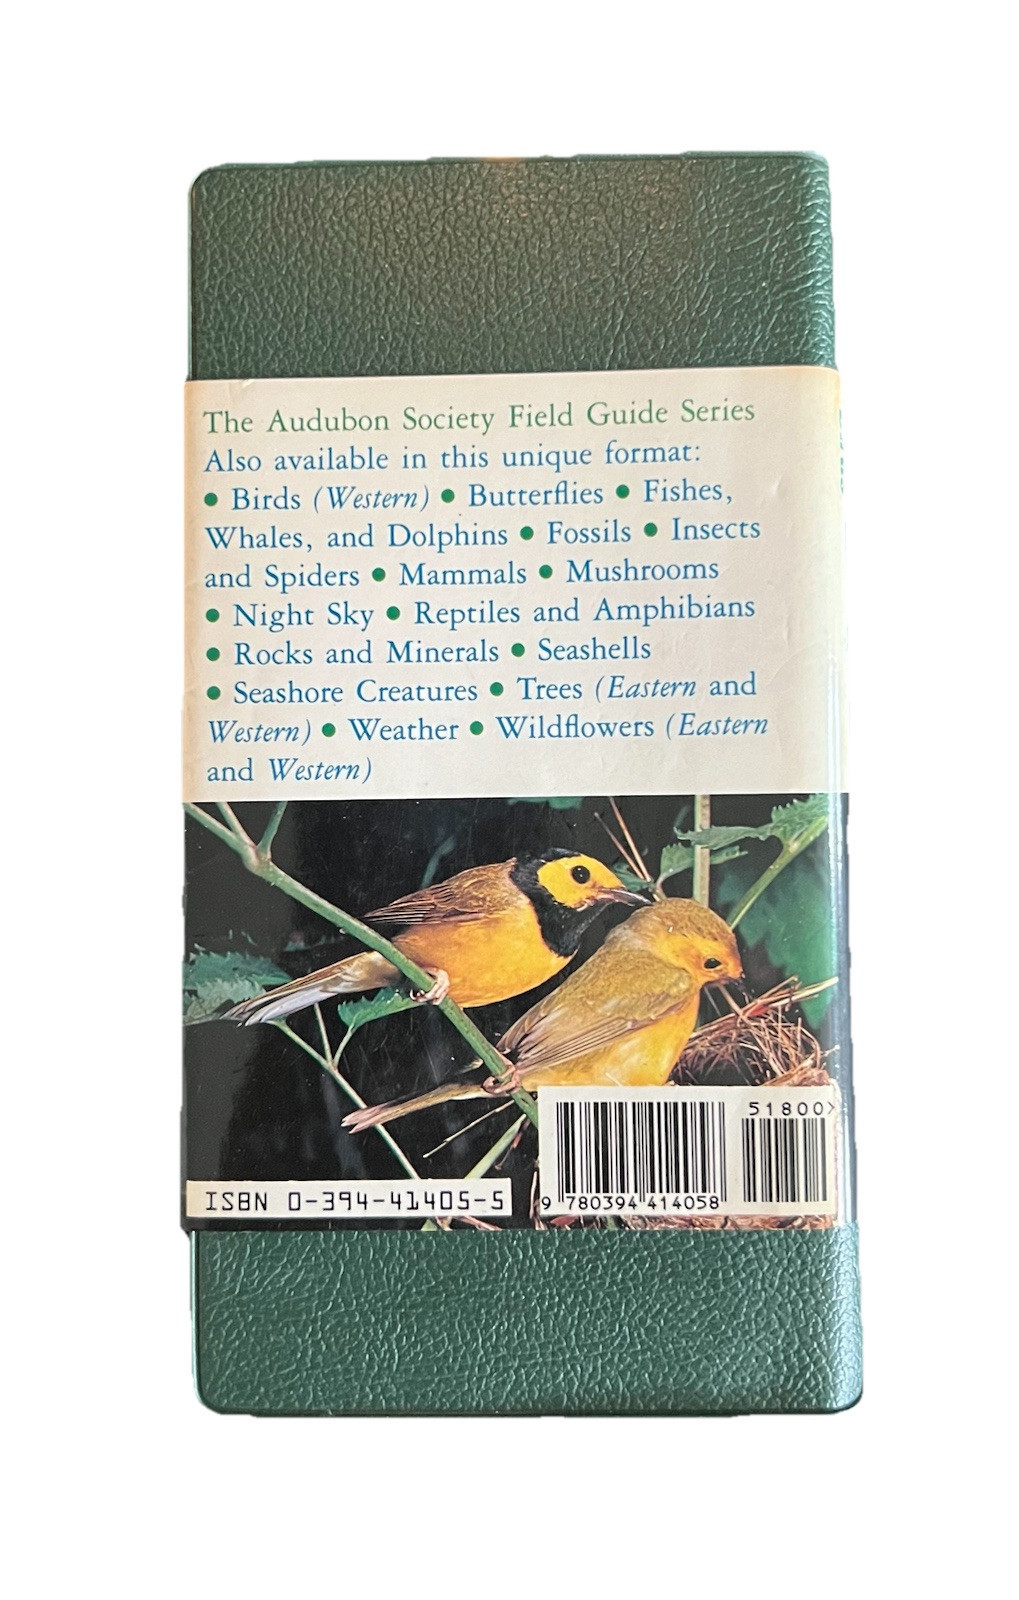 The Audubon Society Field Guide Series
Also available in this unique format:
• Birds (Western) • Butterflies • Fishes,
Whales, and Dolphins • Fossils • Insects
and Spiders • Mammals • Mushrooms
• Night Sky • Reptiles and Amphibians
• Rocks and Minerals • Seashells
• Seashore Creatures • Trees (Eastern and
Western) • Weather • Wildflowers (Eastern
and Western)
51800>
ISBN 0-394-41405-5
9 780394 414058